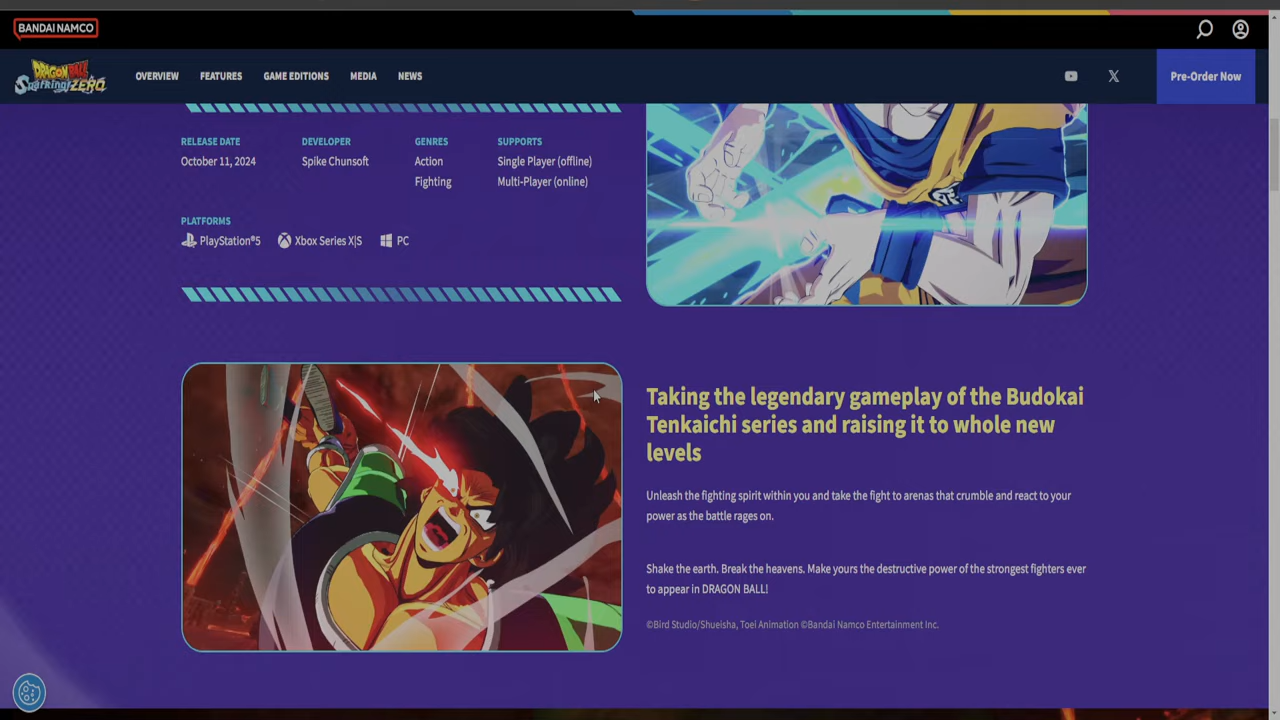 BANDAI NAMCO
DRAGON BALL
Sparking! ZERO
OVERVIEW
FEATURES
GAME EDITIONS
MEDIA
NEWS
Pre-Order Now
RELEASE DATE
October 11, 2024
DEVELOPER
Spike Chunsoft
GENRES
Action
Fighting
SUPPORTS
Single Player (offline)
Multi-Player (online)
PLATFORMS
PlayStation®5
Xbox Series X|S
PC
Taking the legendary gameplay of the Budokai
Tenkaichi series and raising it to whole new
levels
Unleash the fighting spirit within you and take the fight to arenas that crumble and react to your
power as the battle rages on.
Shake the earth. Break the heavens. Make yours the destructive power of the strongest fighters ever
to appear in DRAGON BALL!
©Bird Studio/Shueisha, Toei Animation ©Bandai Namco Entertainment Inc.